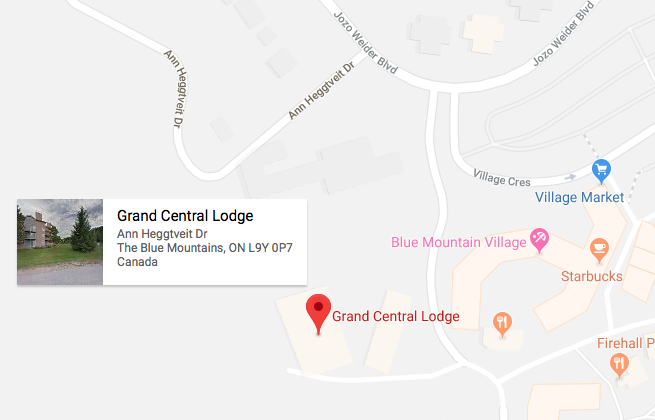 Jozo Weider Blvd
Jozo Weider Blvd
Ann Heggtveit Dr
Ann Heggtveit Dr
Village Cres
Village Market
Grand Central Lodge
Ann Heggtveit Dr
The Blue Mountains, ON L9Y 0P7
Canada
Blue Mountain Village
Starbucks
Grand Central Lodge
Firehall P